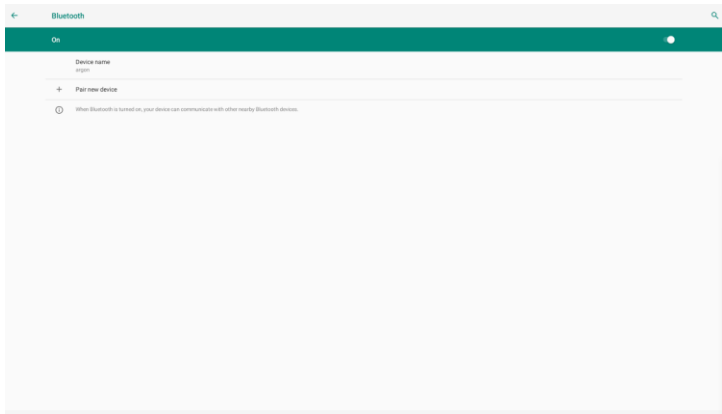 Bluetooth
On
Device name
argon
Pair new device
When Bluetooth is turned on, your device can communicate with other nearby Bluetooth devices.